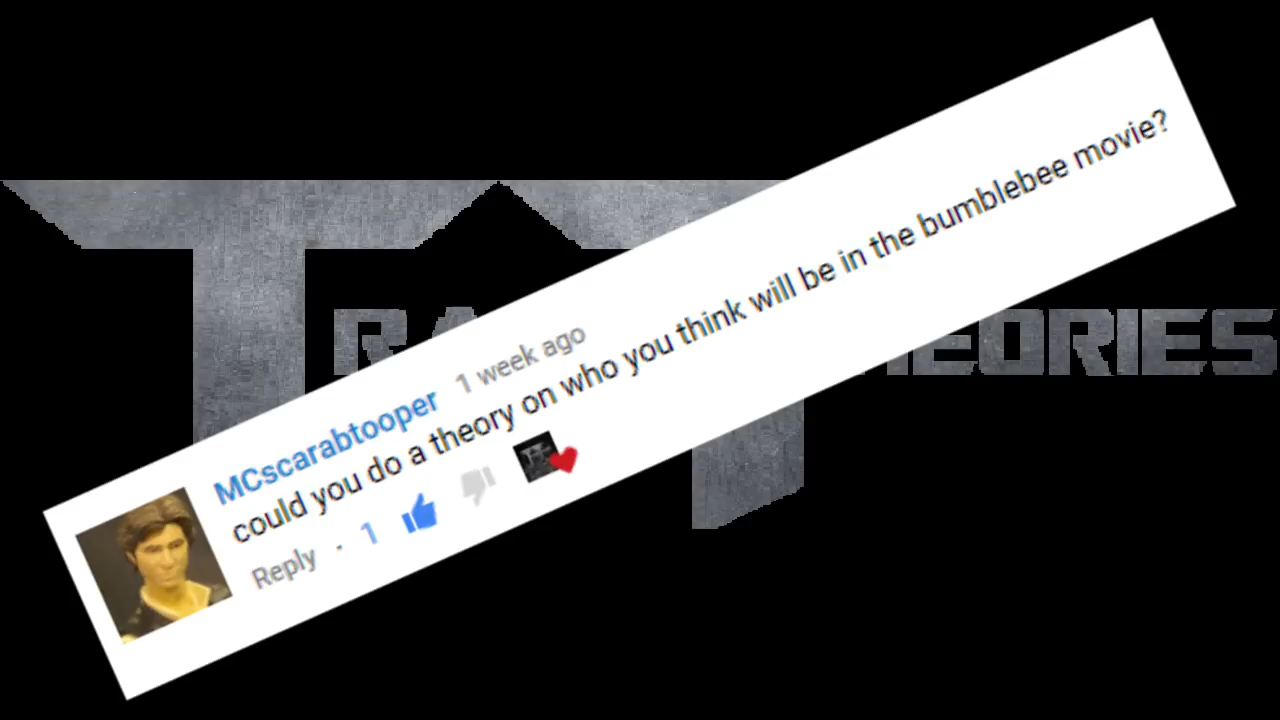 MCscarabtooper 1 week ago
could you do a theory on who you think will be in the bumblebee movie?
Reply · 1